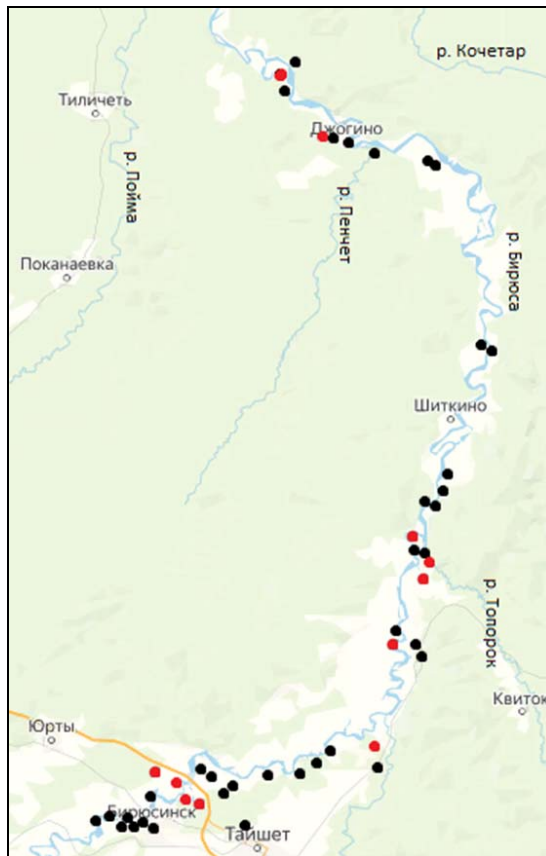 р. Кочетар
Тиличеть
Джогино
р. Пойма
р. Пенчет
р. Бирюса
Поканаевка
Шиткино
р. Топорок
Квиток
Юрты
Бирюсинск
Тайшет